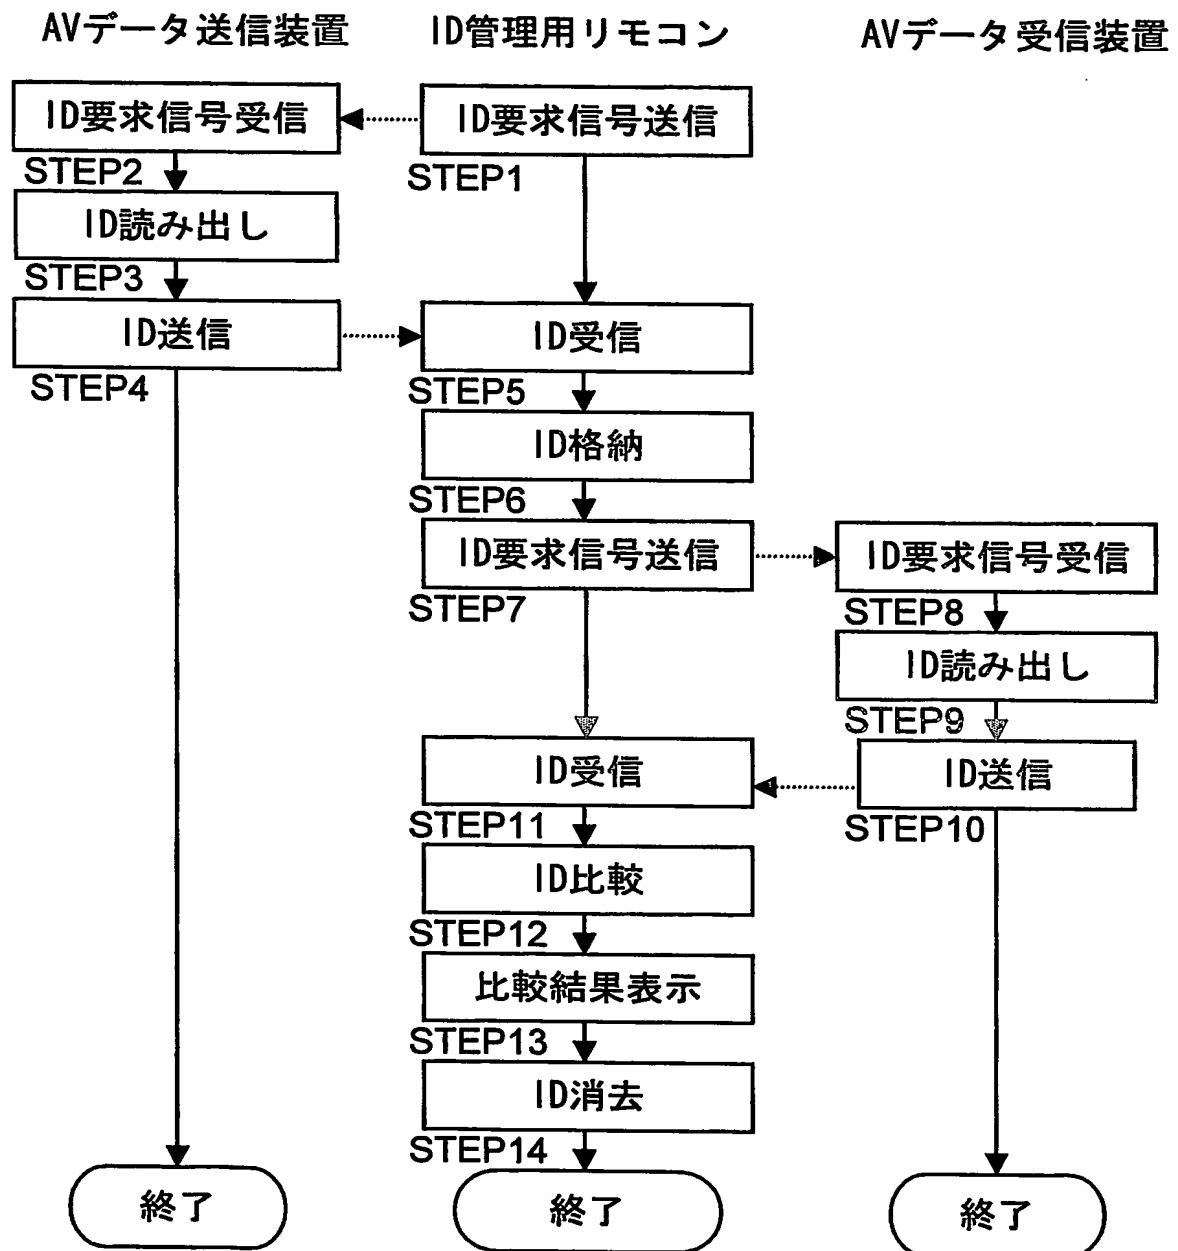 AVデータ送信装置
ID管理用リモコン
AVデータ受信装置
ID要求信号受信
ID要求信号送信
STEP2
STEP1
ID読み出し
STEP3
ID送信
ID受信
STEP4
STEP5
ID格納
STEP6
ID要求信号送信
ID要求信号受信
STEP7
STEP8
ID読み出し
STEP9
ID受信
ID送信
STEP11
STEP10
ID比較
STEP12
比較結果表示
STEP13
ID消去
STEP14
終了
終了
終了